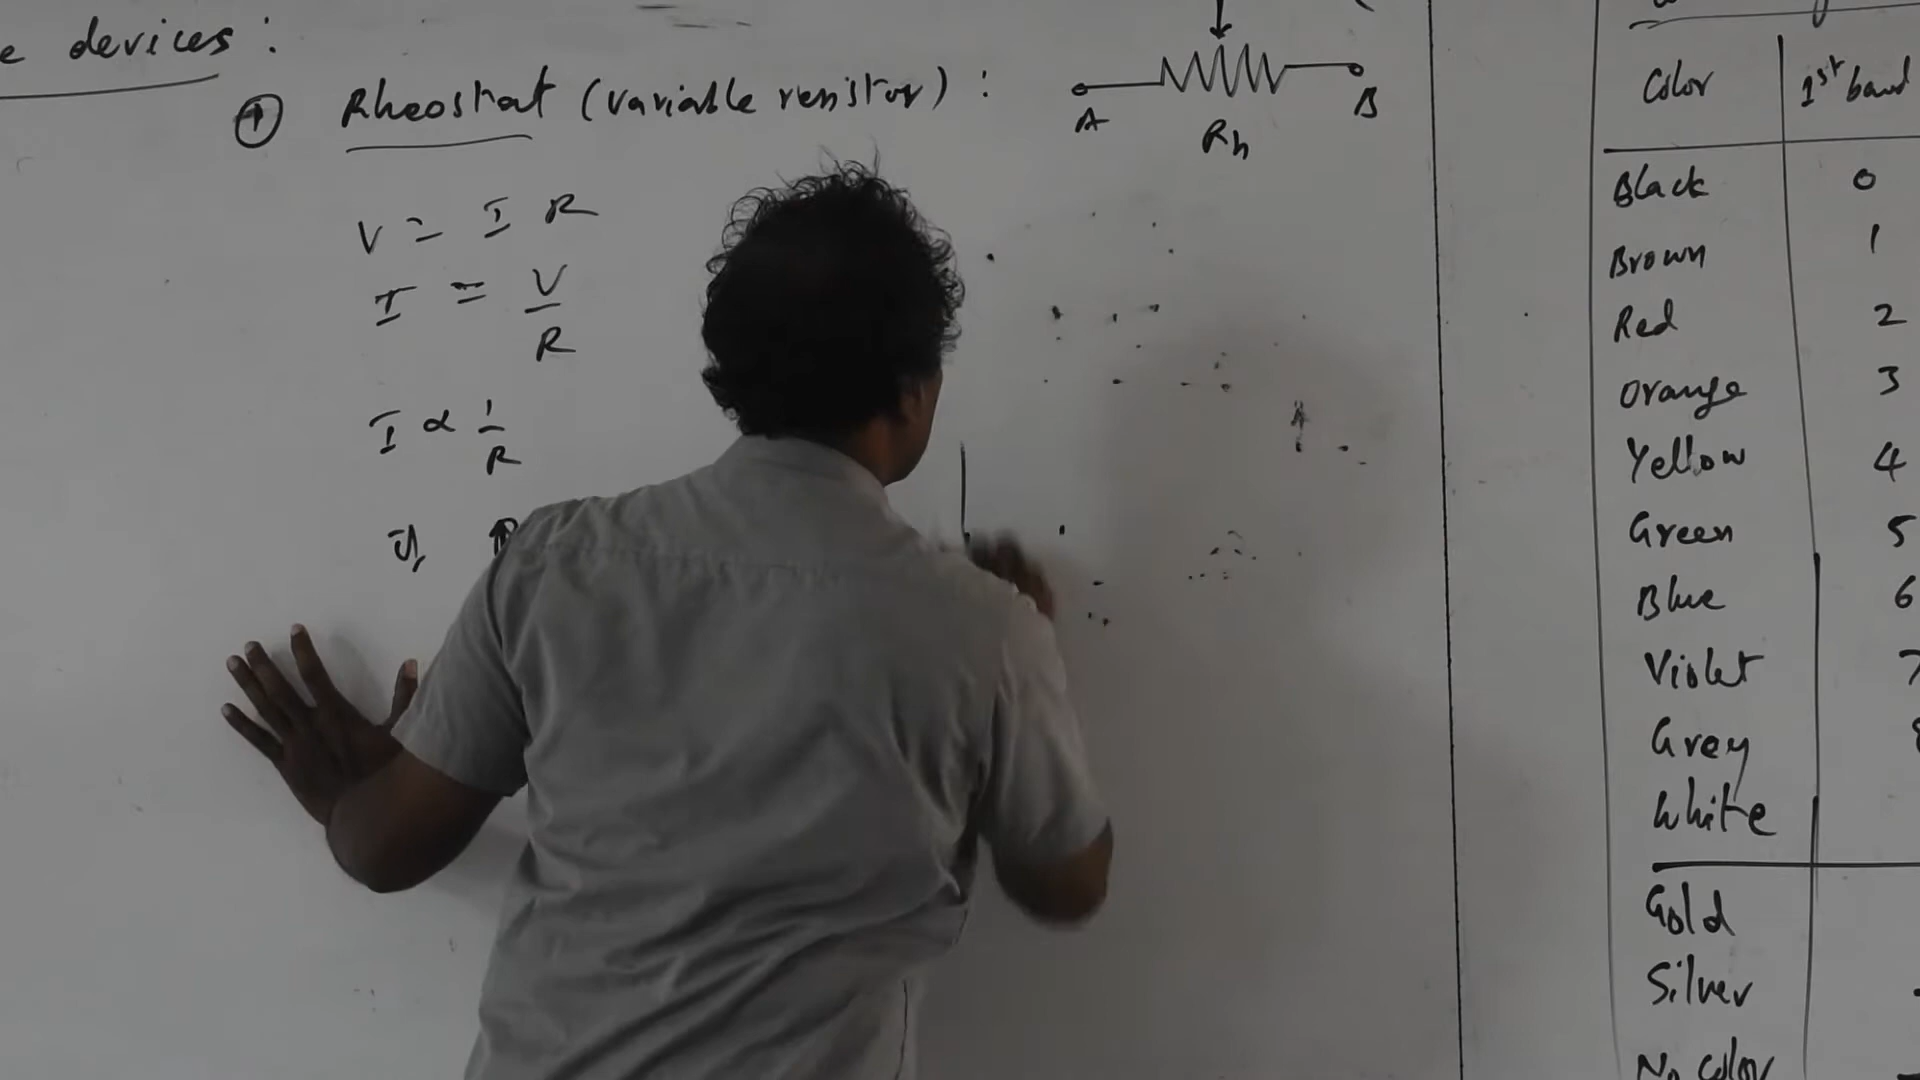 e devices :
Rheostat (variable resistor) :
A B
Rh
V = I R
I = V/R
I ∝ 1/R
Color 1st band
Black 0
Brown 1
Red 2
Orange 3
Yellow 4
Green 5
Blue 6
Violet 7
Grey 8
White
Gold
Silver
No color